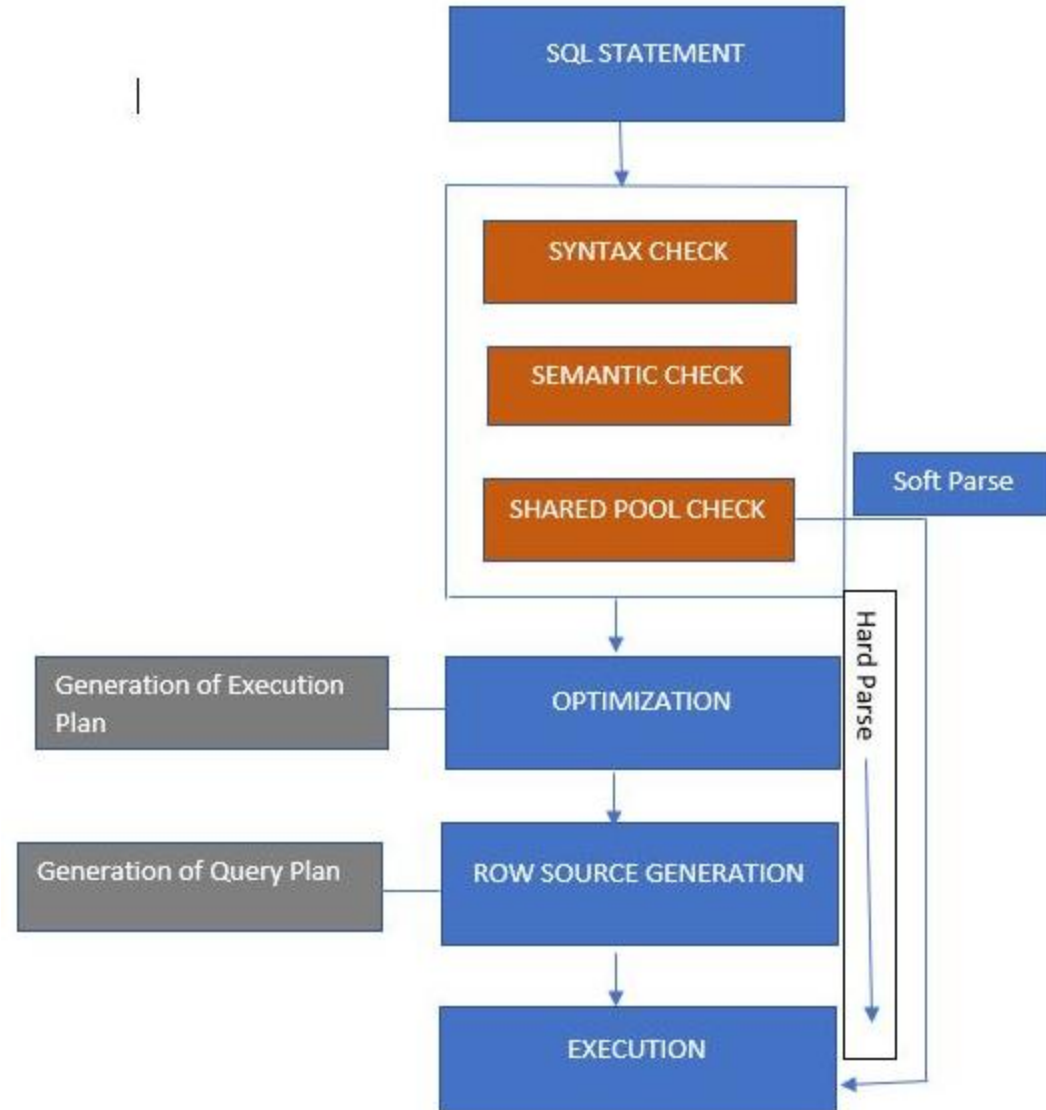 SQL STATEMENT
SYNTAX CHECK
SEMANTIC CHECK
SHARED POOL CHECK
Soft Parse
Hard Parse
Generation of Execution
Plan
OPTIMIZATION
Generation of Query Plan
ROW SOURCE GENERATION
EXECUTION